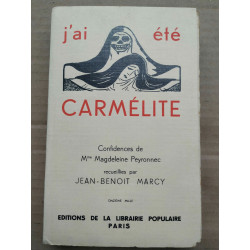 j'ai été
CARMÉLITE
Confidences de
Mme Magdeleine Peyronnec
recueillies par
JEAN-BENOIT MARCY
EDITIONS DE LA LIBRAIRIE POPULAIRE
PARIS